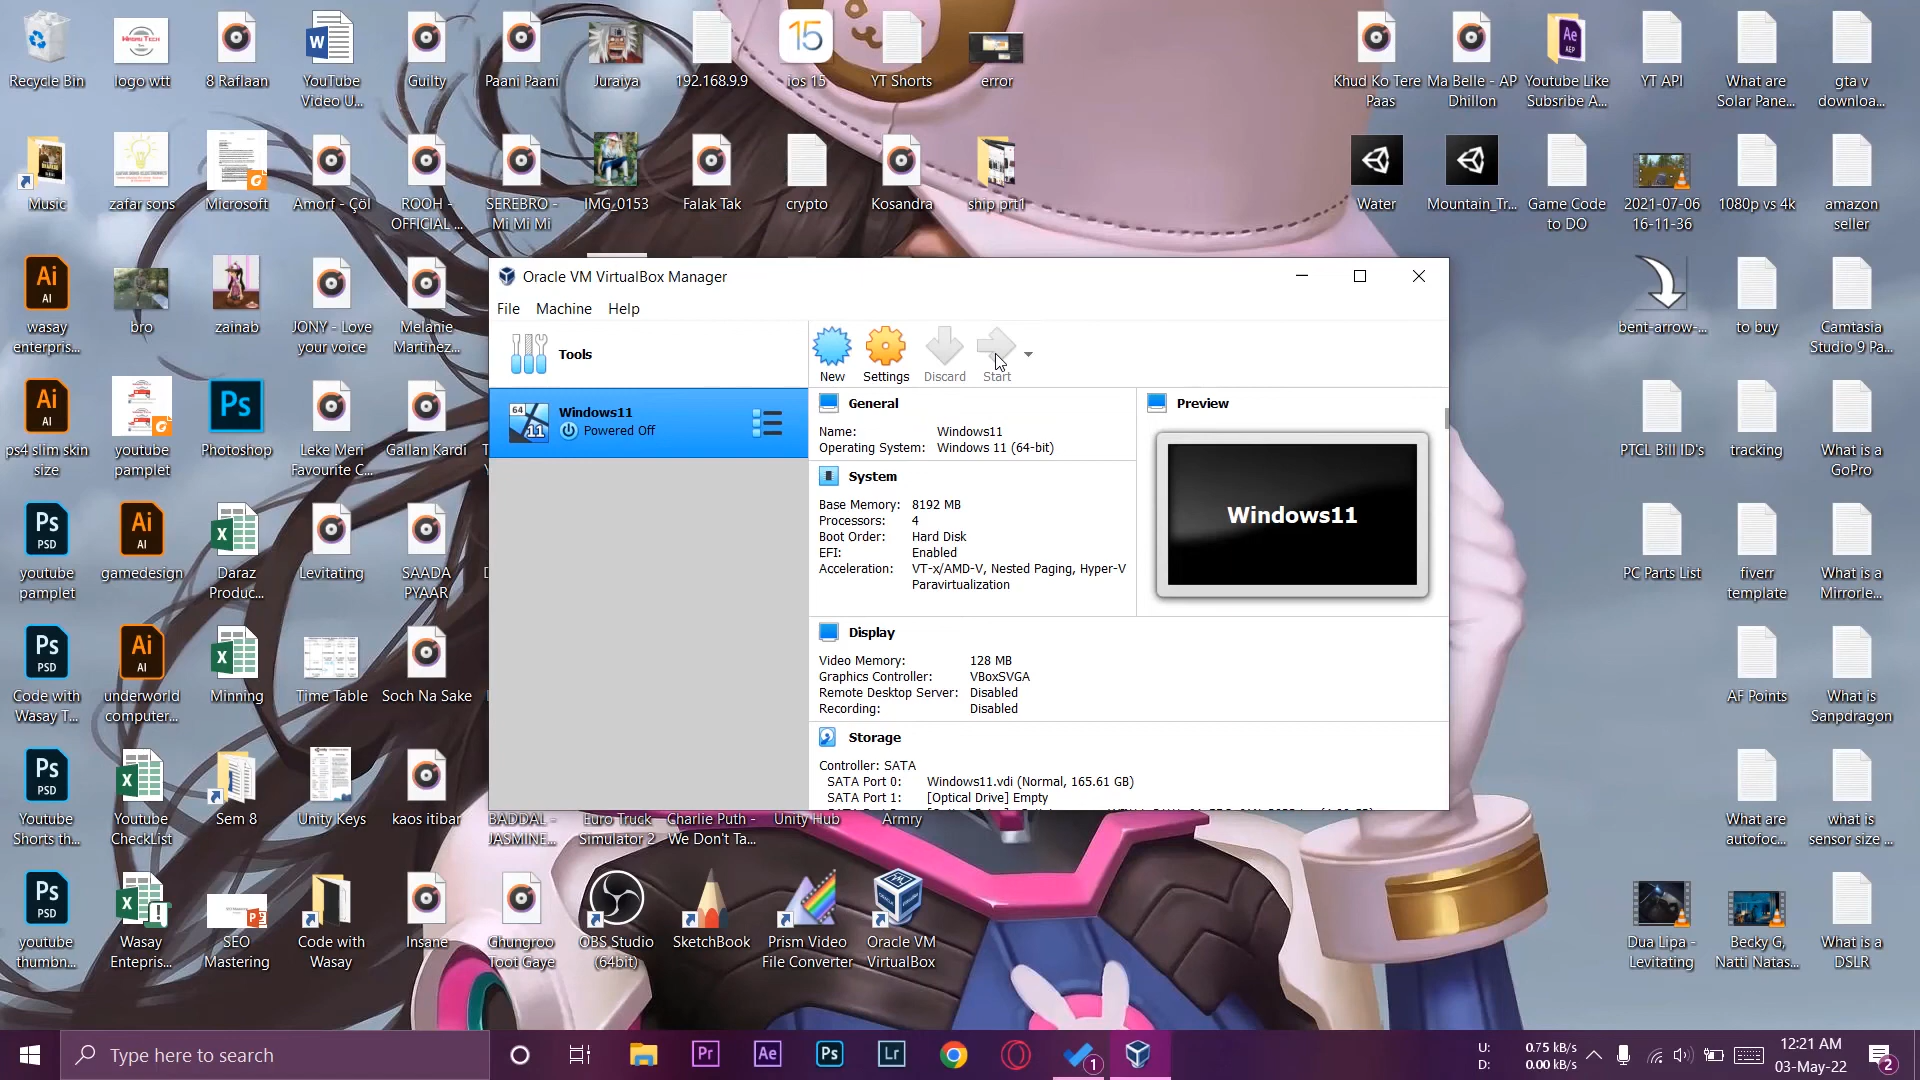 Recycle Bin
logo wtt
8 Raflaan
YouTube
Video U...
Guilty
Paani Paani
Juraiya
192.168.9.9
15
ios 15
YT Shorts
error
Khud Ko Tere
Paas
Ma Belle - AP
Dhillon
Youtube Like
Subsribe A...
YT API
What are
Solar Pane...
gta v
downloa...
Music
zafar sons
Microsoft
Amorf - Çöl
ROOH -
OFFICIAL ...
SEREBRO -
Mi Mi Mi
IMG_0153
Falak Tak
crypto
Kosandra
ship prt1
Water
Mountain_Tr...
Game Code
to DO
2021-07-06
16-11-36
1080p vs 4k
amazon
seller
wasay
enterpris...
bro
zainab
JONY - Love
your voice
Melanie
Martinez...
bent-arrow-...
to buy
Camtasia
Studio 9 Pa...
ps4 slim skin
size
youtube
pamplet
Photoshop
Leke Meri
Favourite C...
Gallan Kardi
PTCL Bill ID's
tracking
What is a
GoPro
youtube
pamplet
gamedesign
Daraz
Produc...
Levitating
SAADA
PYAAR
PC Parts List
fiverr
template
What is a
Mirrorle...
Code with
Wasay T...
underworld
computer...
Minning
Time Table
Soch Na Sake
AF Points
What is
Sanpdragon
Youtube
Shorts th...
Youtube
CheckList
Sem 8
Unity Keys
kaos itibar
BADDAL -
JASMINE...
Euro Truck
Simulator 2
Charlie Puth -
We Don't Ta...
Unity Hub
Armry
What are
autofoc...
what is
sensor size ...
youtube
thumbn...
Wasay
Entepris...
SEO
Mastering
Code with
Wasay
Insane
Ghungroo
Toot Gaye
OBS Studio
(64bit)
SketchBook
Prism Video
File Converter
Oracle VM
VirtualBox
Dua Lipa -
Levitating
Becky G,
Natti Natas...
What is a
DSLR
Oracle VM VirtualBox Manager
File Machine Help
Tools
New Settings Discard Start
Windows11
Powered Off
General
Name: Windows11
Operating System: Windows 11 (64-bit)
System
Base Memory: 8192 MB
Processors: 4
Boot Order: Hard Disk
EFI: Enabled
Acceleration: VT-x/AMD-V, Nested Paging, Hyper-V
Paravirtualization
Preview
Windows11
Display
Video Memory: 128 MB
Graphics Controller: VBoxSVGA
Remote Desktop Server: Disabled
Recording: Disabled
Storage
Controller: SATA
SATA Port 0: Windows11.vdi (Normal, 165.61 GB)
SATA Port 1: [Optical Drive] Empty
Type here to search
U: 0.75 kB/s
D: 0.00 kB/s
12:21 AM
03-May-22